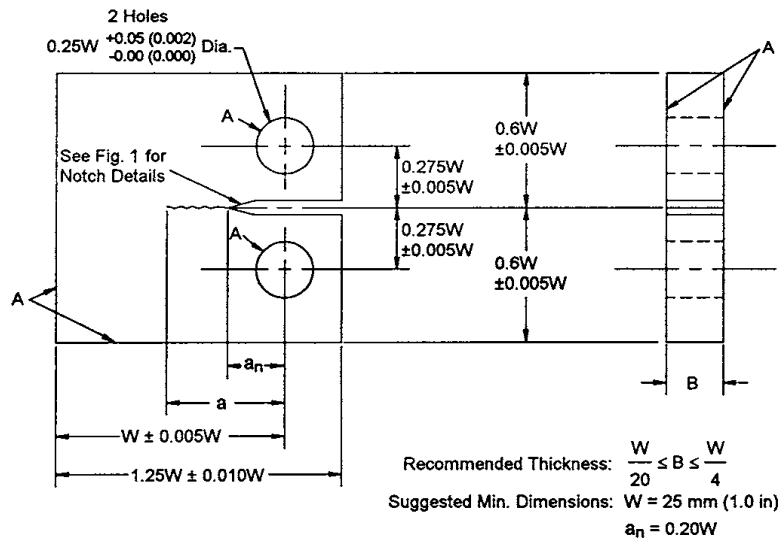 2 Holes
0.25W +0.05 (0.002) -0.00 (0.000) Dia.
A
A
See Fig. 1 for
Notch Details
0.275W
±0.005W
0.6W
±0.005W
A
0.275W
±0.005W
0.6W
±0.005W
A
an
a
B
W ± 0.005W
1.25W ± 0.010W
Recommended Thickness: W/20 ≤ B ≤ W/4
Suggested Min. Dimensions: W = 25 mm (1.0 in)
an = 0.20W